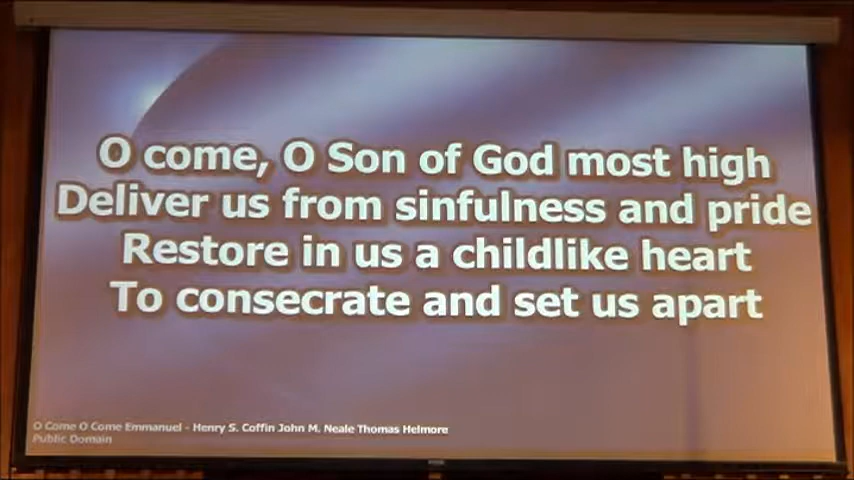 O come, O Son of God most high
Deliver us from sinfulness and pride
Restore in us a childlike heart
To consecrate and set us apart
O Come O Come Emmanuel - Henry S. Coffin John M. Neale Thomas Helmore
Public Domain